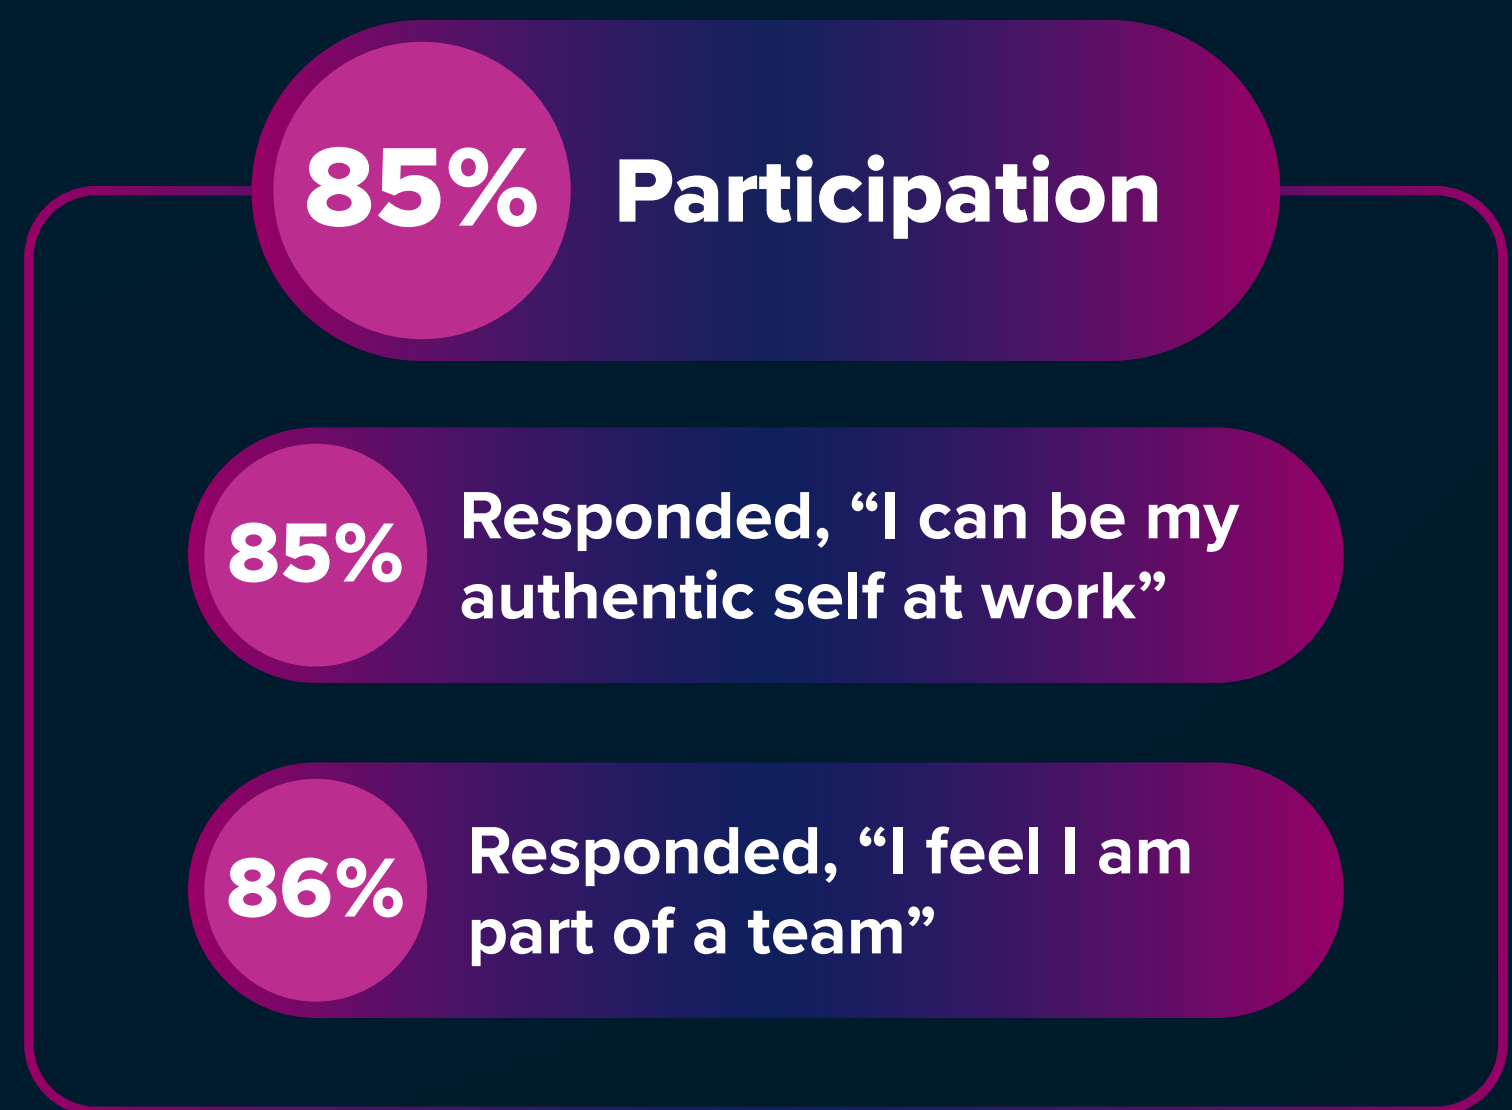 85% Participation
85%
Responded, “I can be my
authentic self at work”
86%
Responded, “I feel I am
part of a team”